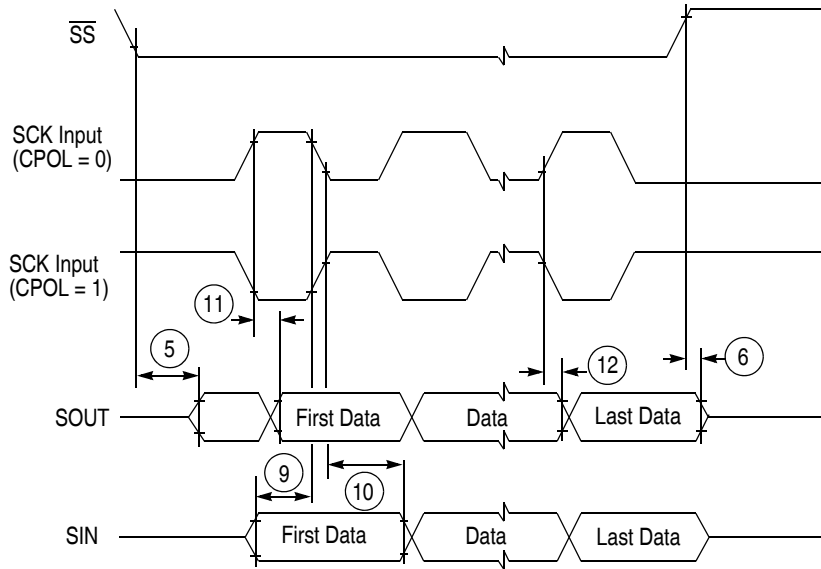 SS
SCK Input
(CPOL = 0)
SCK Input
(CPOL = 1)
11
5
12
6
SOUT
First Data
Data
Last Data
9
10
SIN
First Data
Data
Last Data